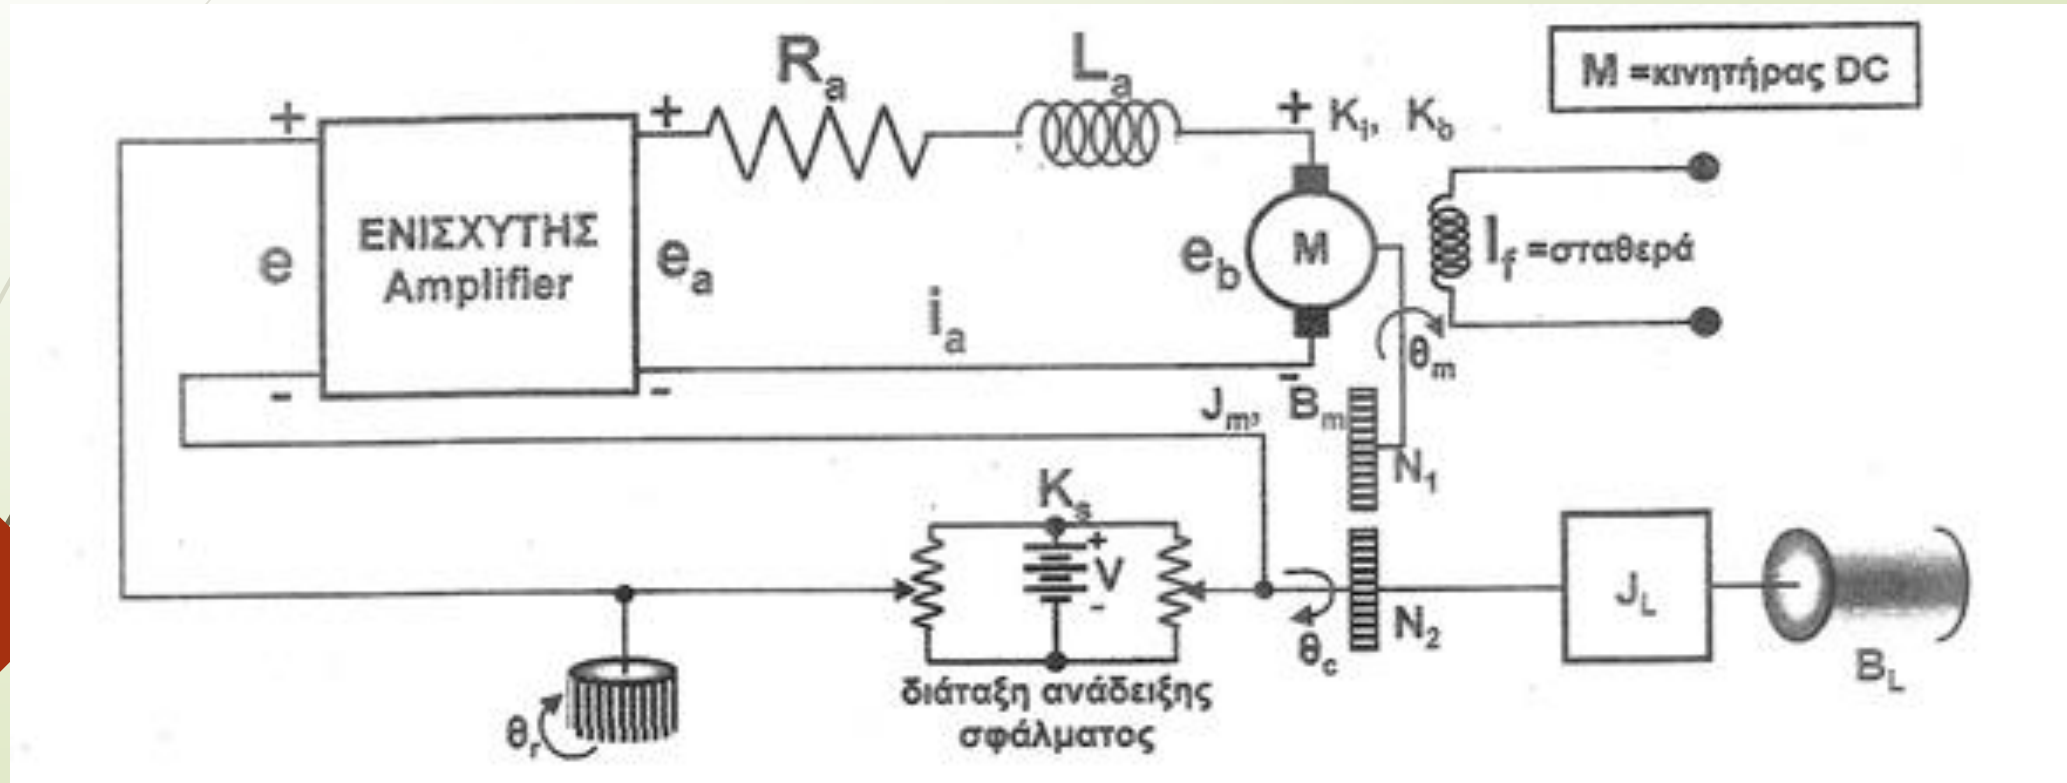 R_a
L_a
M =κινητήρας DC
+
+
+
K_i, K_b
ΕΝΙΣΧΥΤΗΣ
Amplifier
e
e_a
e_b
M
I_f =σταθερά
i_a
θ_m
-
-
-
J_m, B_m
N_1
K_s
+
V
-
θ_c
N_2
J_L
B_L
θ_r
διάταξη ανάδειξης
σφάλματος